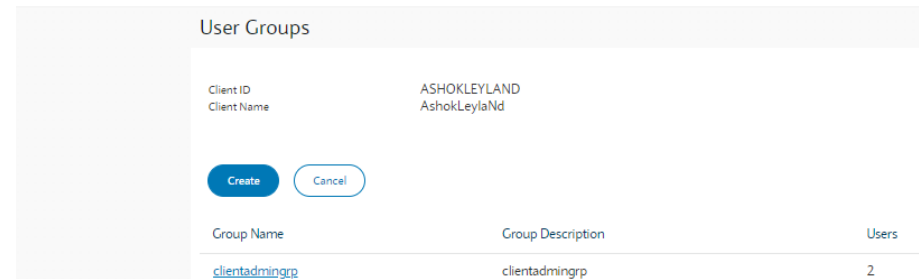 User Groups
Client ID ASHOKLEYLAND
Client Name AshokLeylaNd
Create Cancel
Group Name Group Description Users
clientadmingrp clientadmingrp 2